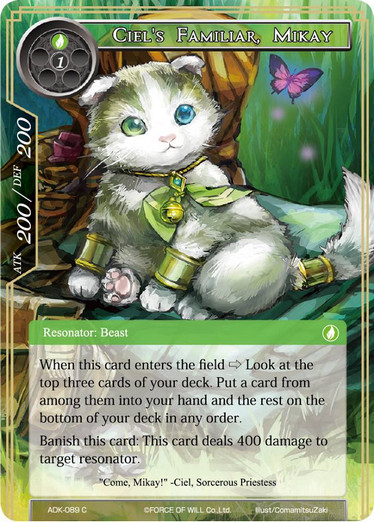 Ciel's Familiar, Mikay
1
ATK 200 / DEF 200
Resonator: Beast
When this card enters the field ⇨ Look at the
top three cards of your deck. Put a card from
among them into your hand and the rest on the
bottom of your deck in any order.
Banish this card: This card deals 400 damage to
target resonator.
"Come, Mikay!" -Ciel, Sorcerous Priestess
ADK-089 C ©FORCE OF WILL Co.,Ltd. Illust/ComamitsuZaki